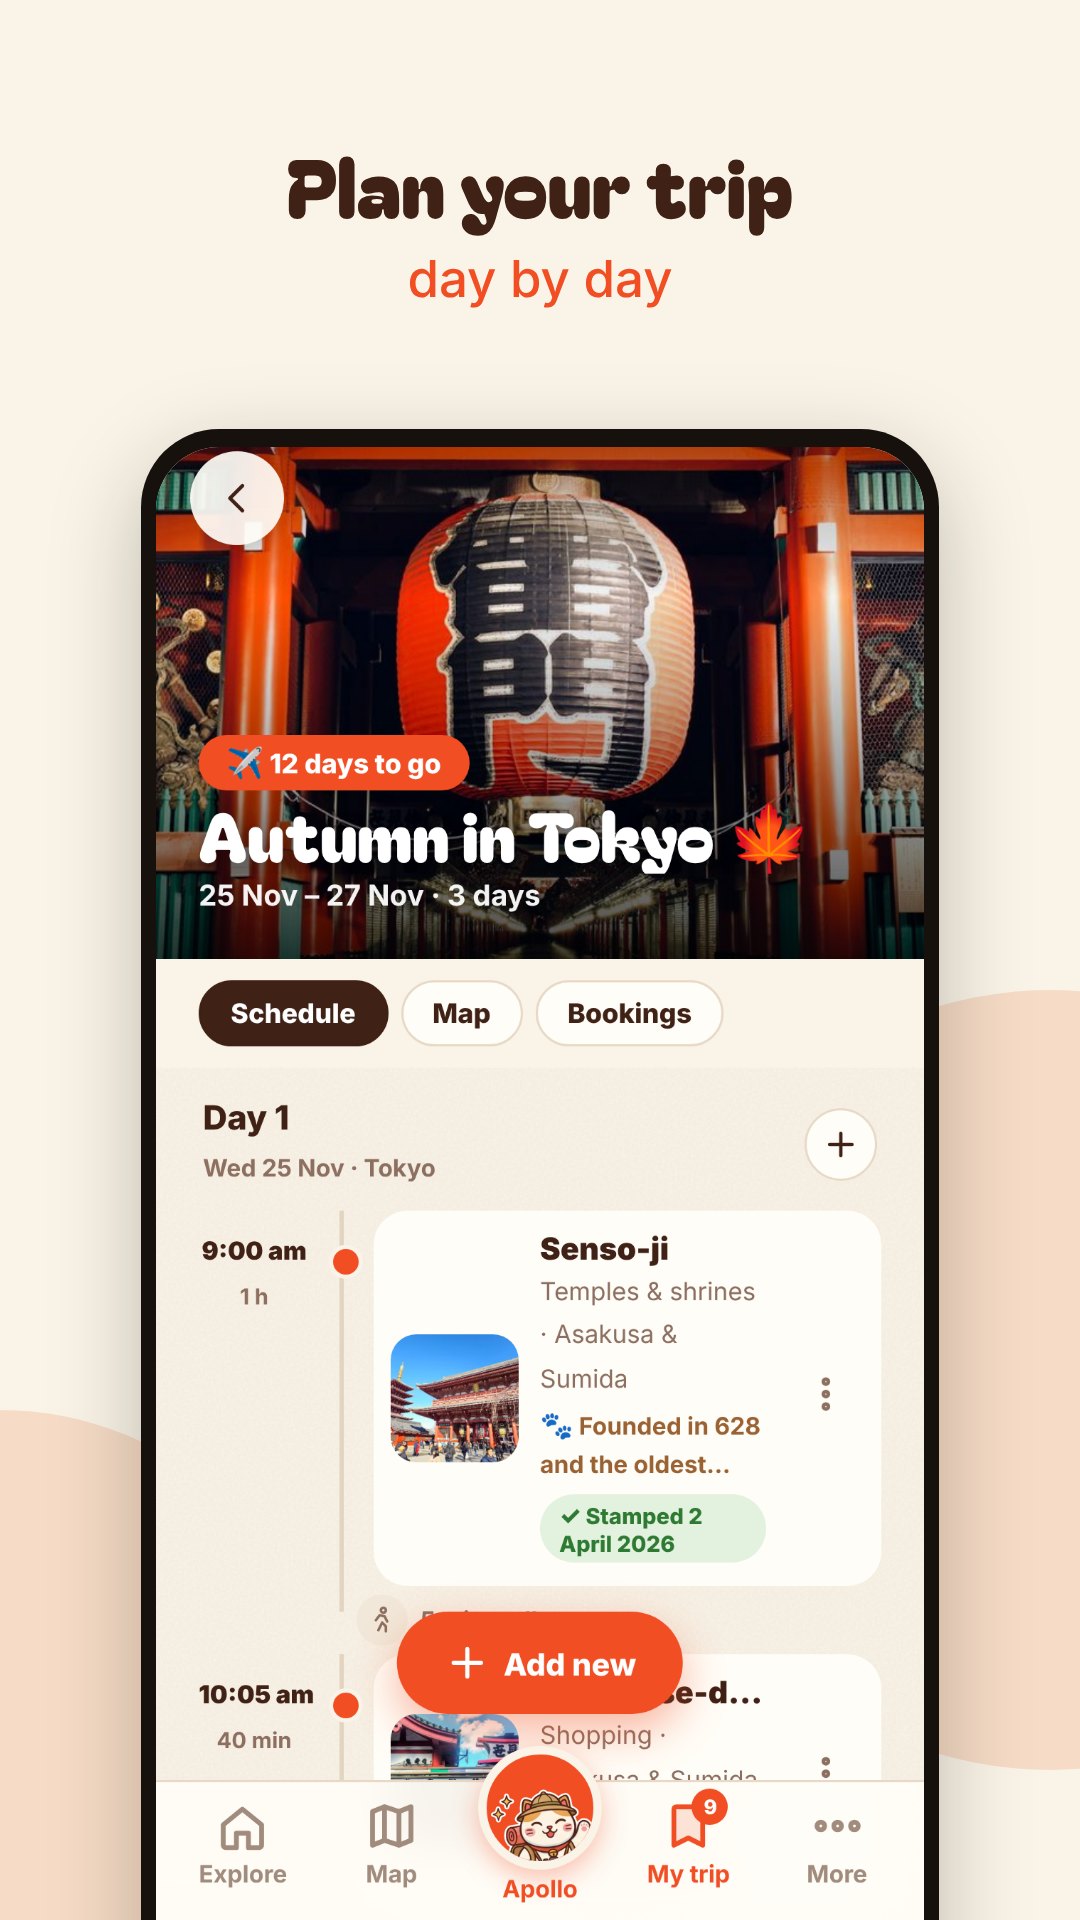 Plan your trip
day by day
✈️ 12 days to go
Autumn in Tokyo 🍁
25 Nov – 27 Nov · 3 days
Schedule
Map
Bookings
Day 1
Wed 25 Nov · Tokyo
9:00 am
1 h
Senso-ji
Temples & shrines
· Asakusa &
Sumida
🐾 Founded in 628
and the oldest...
✓ Stamped 2
April 2026
+ Add new
10:05 am
40 min
Shopping ·
& Sumida
9
Explore
Map
Apollo
My trip
More